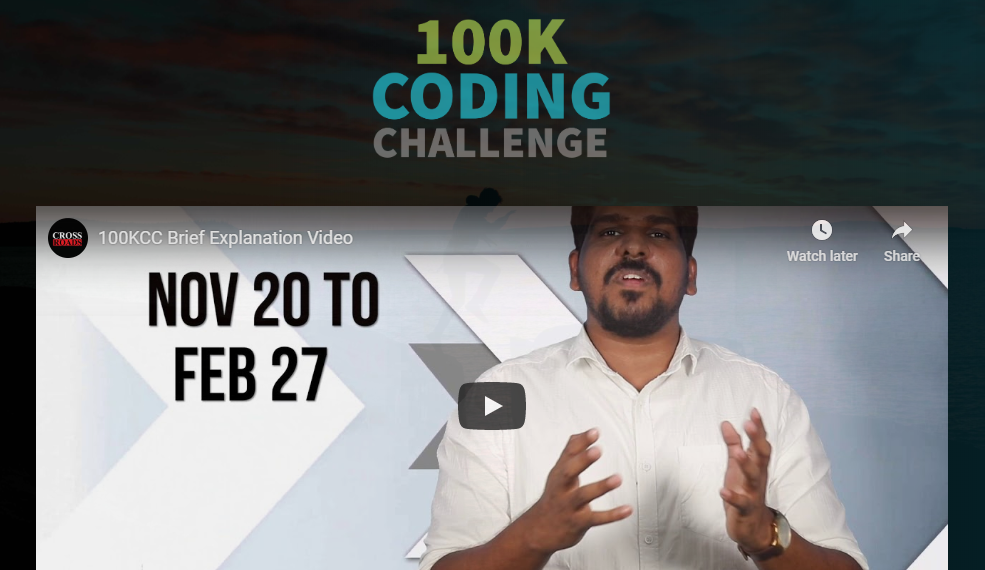 100K
CODING
CHALLENGE
CROSS
ROADS
100KCC Brief Explanation Video
Watch later
Share
NOV 20 TO
FEB 27